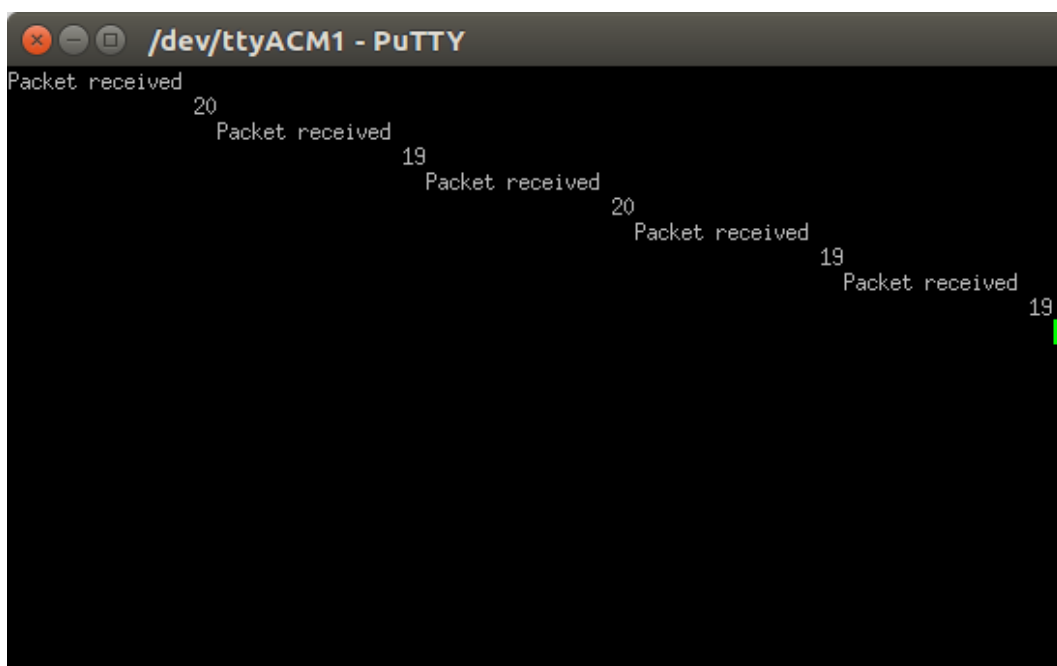 /dev/ttyACM1 - PuTTY
Packet received
20
Packet received
19
Packet received
20
Packet received
19
Packet received
19